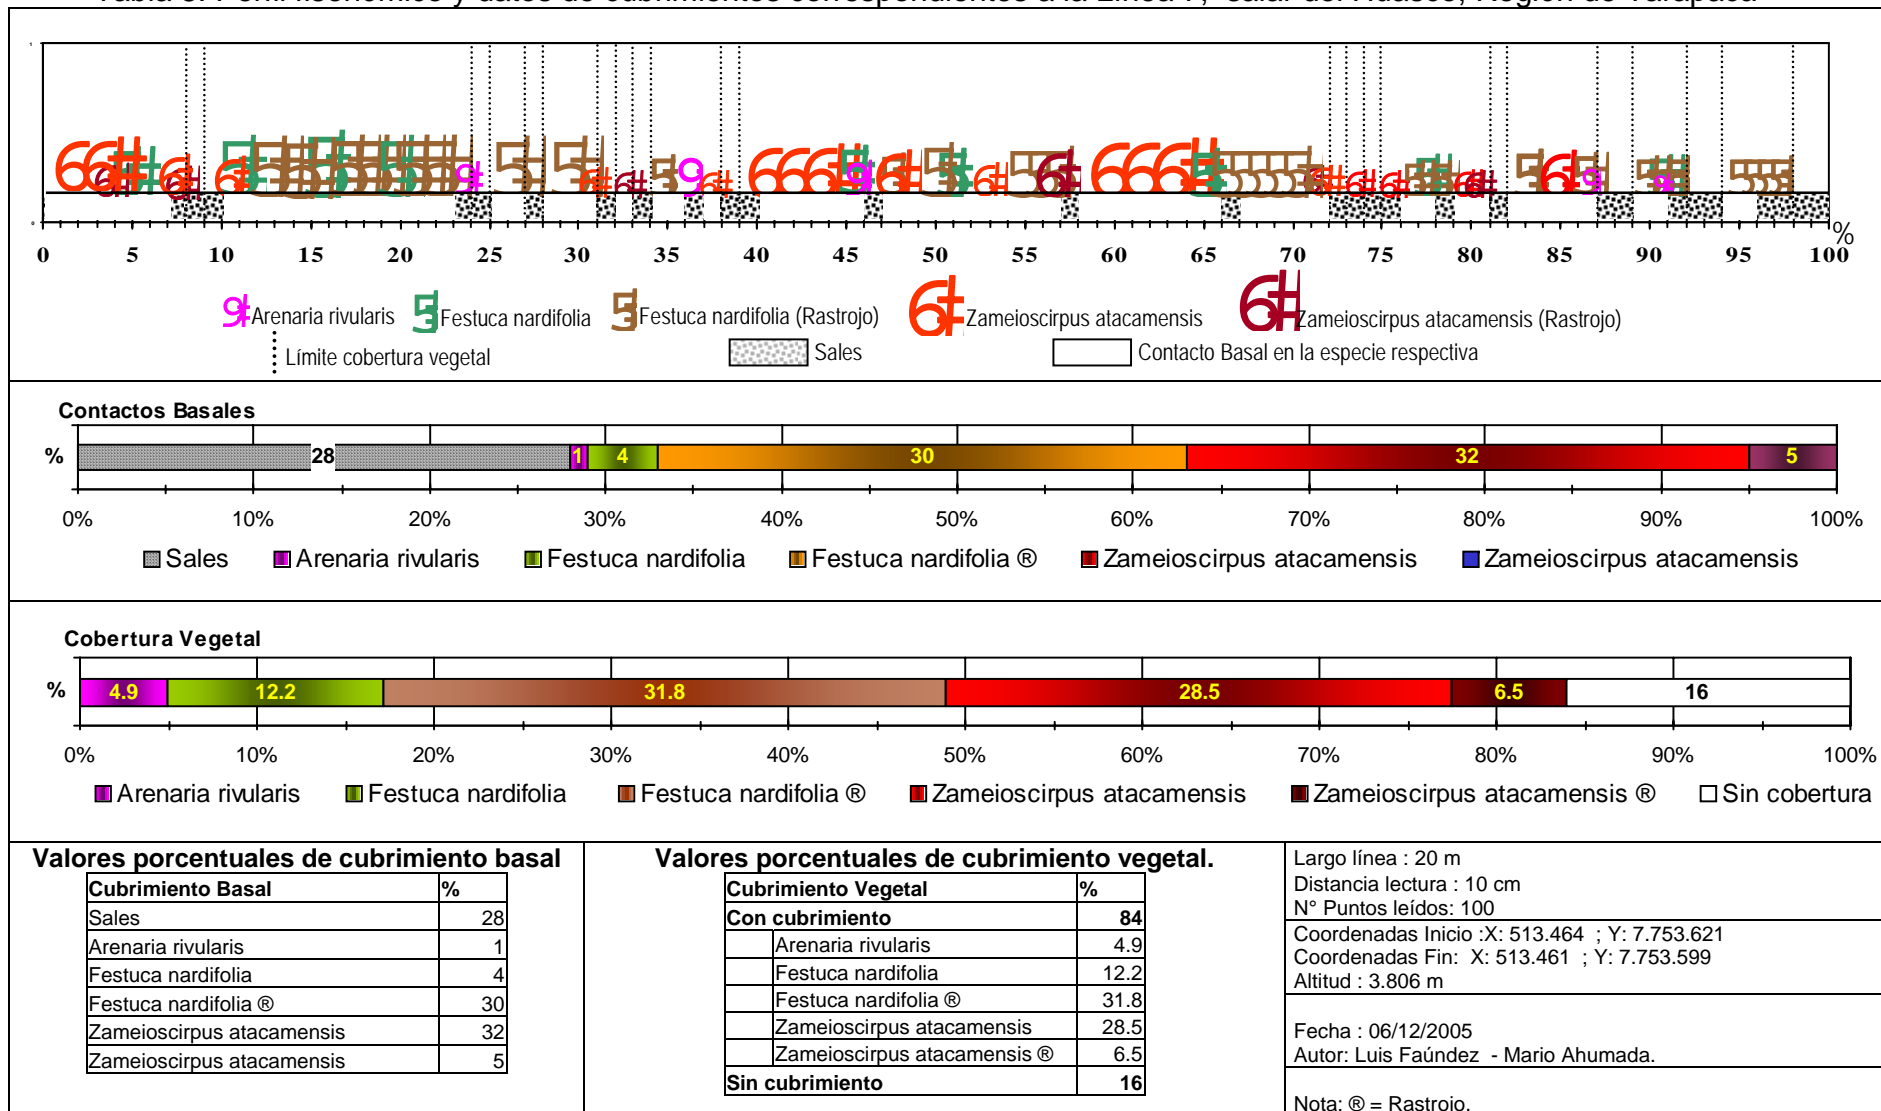 1
0
0 5 10 15 20 25 30 35 40 45 50 55 60 65 70 75 80 85 90 95 100
%
Arenaria rivularis Festuca nardifolia Festuca nardifolia (Rastrojo) Zameioscirpus atacamensis Zameioscirpus atacamensis (Rastrojo)
Límite cobertura vegetal Sales Contacto Basal en la especie respectiva
Contactos Basales
% 28 1 4 30 32 5
0% 10% 20% 30% 40% 50% 60% 70% 80% 90% 100%
Sales Arenaria rivularis Festuca nardifolia Festuca nardifolia ® Zameioscirpus atacamensis Zameioscirpus atacamensis
Cobertura Vegetal
% 4.9 12.2 31.8 28.5 6.5 16
0% 10% 20% 30% 40% 50% 60% 70% 80% 90% 100%
Arenaria rivularis Festuca nardifolia Festuca nardifolia ® Zameioscirpus atacamensis Zameioscirpus atacamensis ® Sin cobertura
Valores porcentuales de cubrimiento basal
Cubrimiento Basal %
Sales 28
Arenaria rivularis 1
Festuca nardifolia 4
Festuca nardifolia ® 30
Zameioscirpus atacamensis 32
Zameioscirpus atacamensis 5
Valores porcentuales de cubrimiento vegetal.
Cubrimiento Vegetal %
Con cubrimiento 84
Arenaria rivularis 4.9
Festuca nardifolia 12.2
Festuca nardifolia ® 31.8
Zameioscirpus atacamensis 28.5
Zameioscirpus atacamensis ® 6.5
Sin cubrimiento 16
Largo línea : 20 m
Distancia lectura : 10 cm
N° Puntos leídos: 100
Coordenadas Inicio :X: 513.464 ; Y: 7.753.621
Coordenadas Fin: X: 513.461 ; Y: 7.753.599
Altitud : 3.806 m
Fecha : 06/12/2005
Autor: Luis Faúndez - Mario Ahumada.
Nota: ® = Rastrojo.